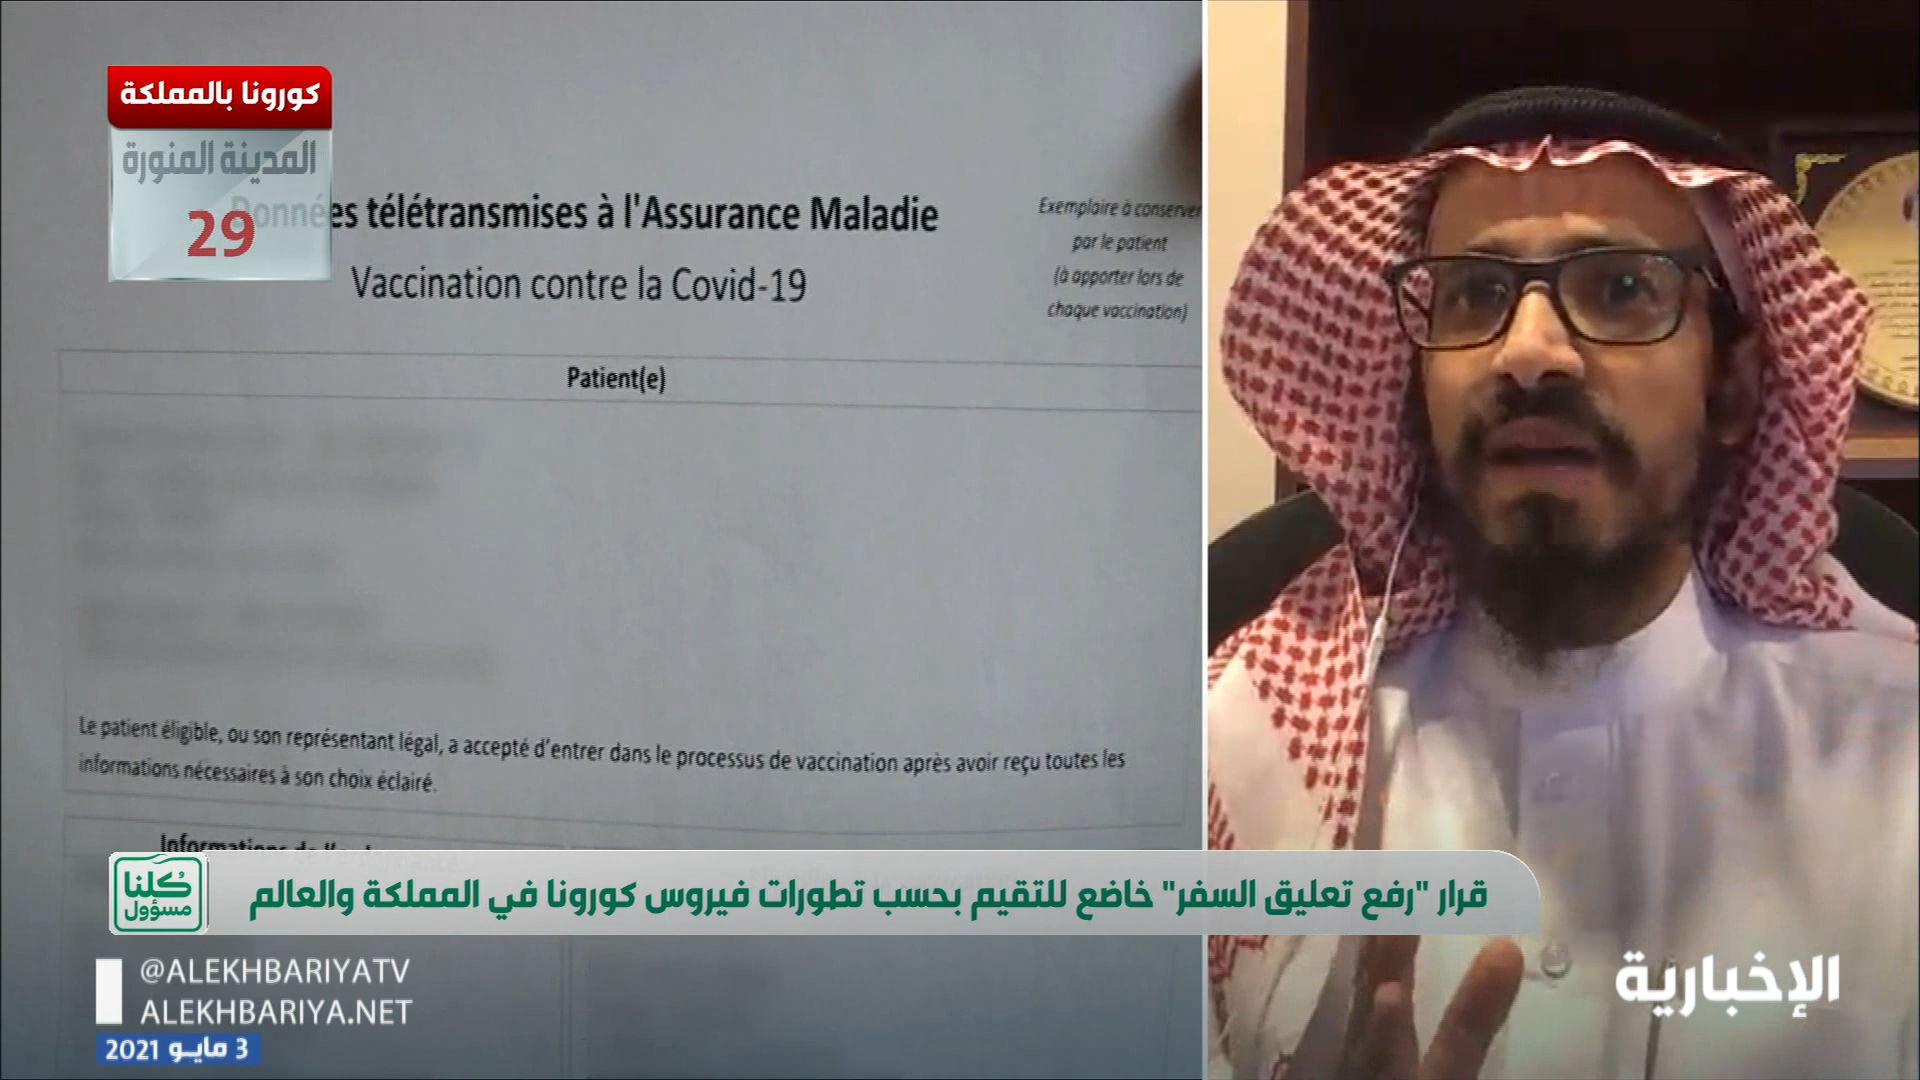 كورونا بالمملكة
المدينة المنورة
29
Données télétransmises à l'Assurance Maladie
Vaccination contre la Covid-19
Exemplaire à conserver
par le patient
(à apporter lors de
chaque vaccination)
Patient(e)
Le patient éligible, ou son représentant légal, a accepté d'entrer dans le processus de vaccination après avoir reçu toutes les
informations nécessaires à son choix éclairé.
Informations de
كلنا
مسؤول
قرار "رفع تعليق السفر" خاضع للتقيم بحسب تطورات فيروس كورونا في المملكة والعالم
@ALEKHBARIYATV
ALEKHBARIYA.NET
3 مايو 2021
الإخبارية